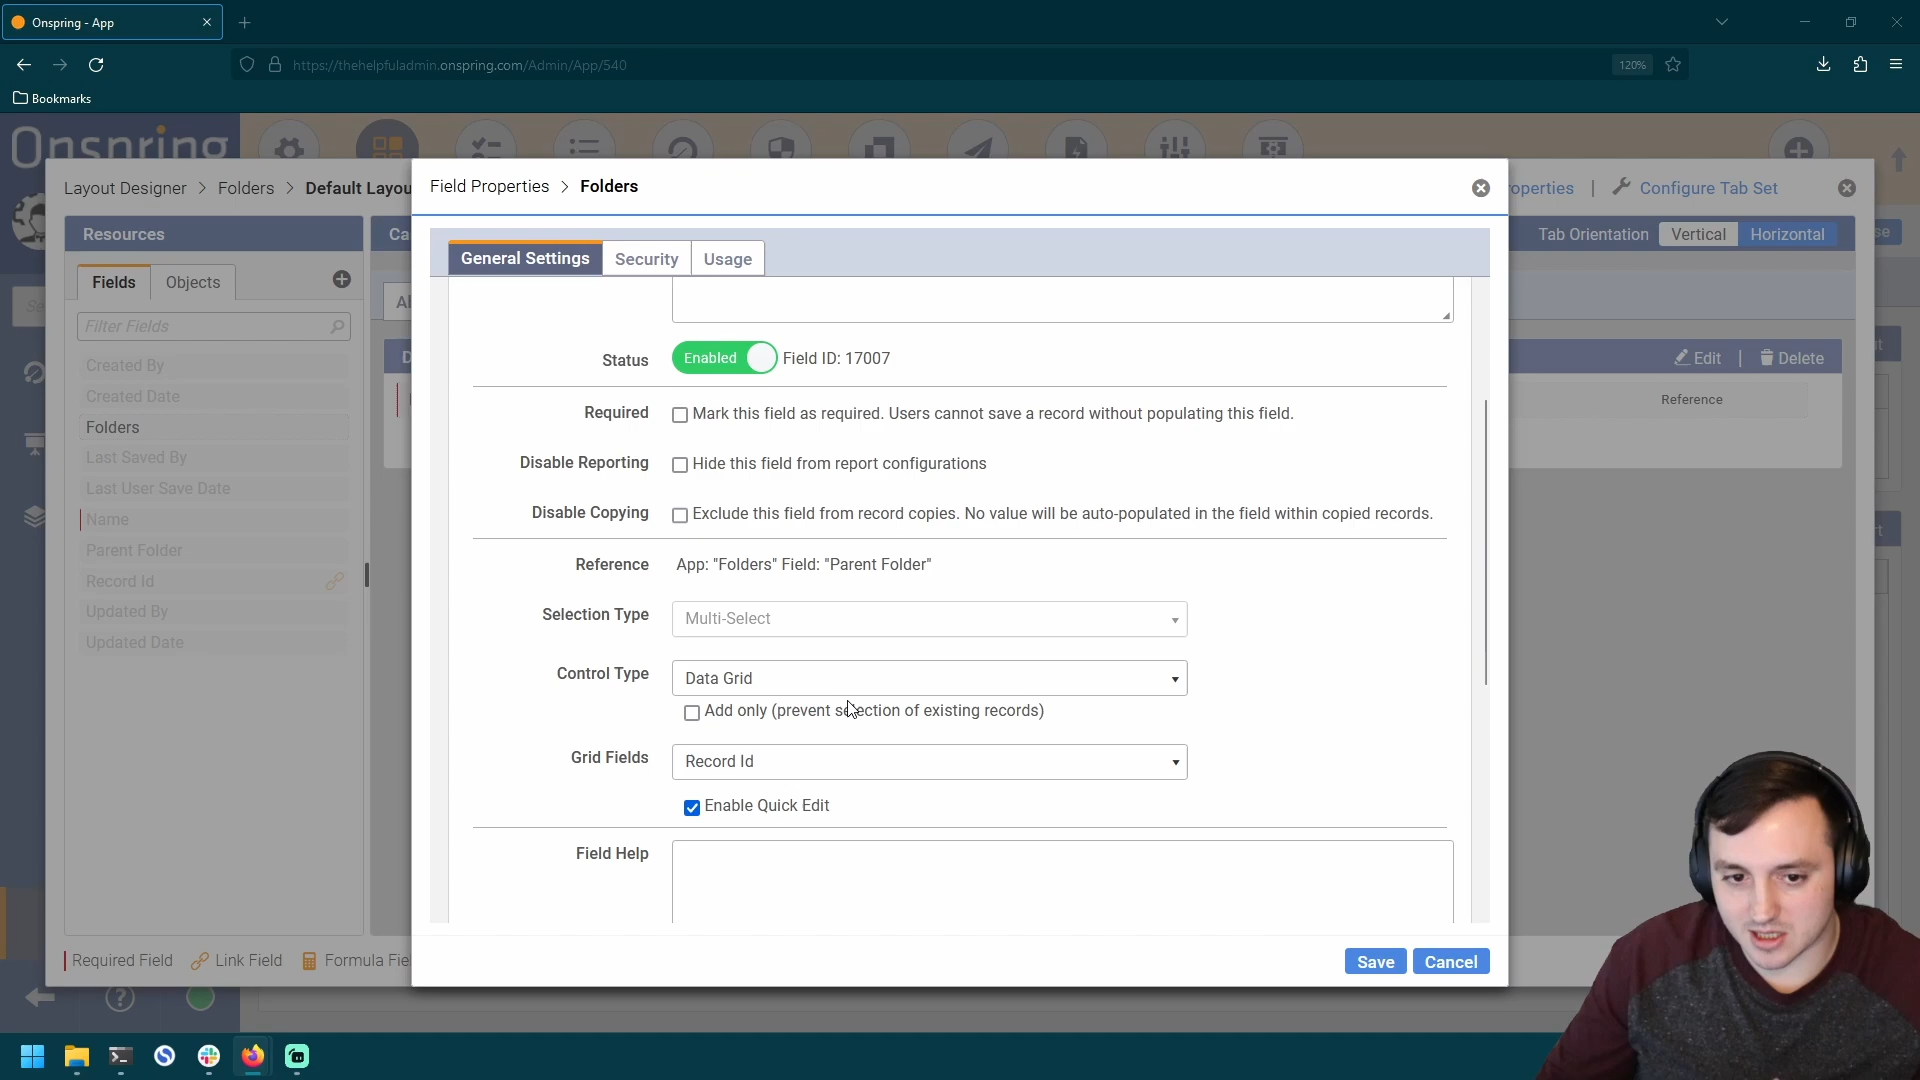 Onspring - App
https://thehelpfuladmin.onspring.com/Admin/App/540
120%
Bookmarks
Onspring
Layout Designer > Folders > Default Layou
Field Properties > Folders
operties | Configure Tab Set
Resources
Ca
Tab Orientation Vertical Horizontal
se
Fields Objects
General Settings Security Usage
Filter Fields
Created By
Created Date
Folders
Last Saved By
Last User Save Date
Name
Parent Folder
Record Id
Updated By
Updated Date
Status Enabled Field ID: 17007
Edit | Delete
Reference
Required Mark this field as required. Users cannot save a record without populating this field.
Disable Reporting Hide this field from report configurations
Disable Copying Exclude this field from record copies. No value will be auto-populated in the field within copied records.
Reference App: "Folders" Field: "Parent Folder"
Selection Type Multi-Select
Control Type Data Grid
Add only (prevent selection of existing records)
Grid Fields Record Id
Enable Quick Edit
Field Help
Required Field Link Field Formula Fie
Save Cancel